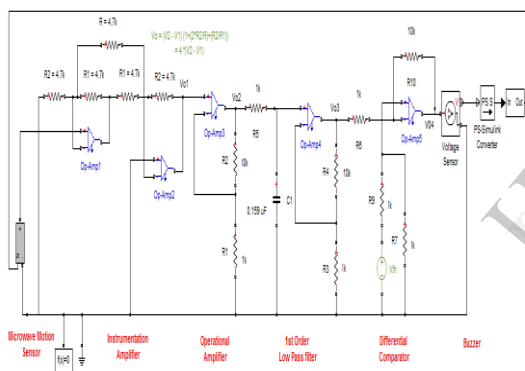 R = 4.7k
Vo = (V2 - V1) (1+(2*R2/R)+(R2/R1))
= 4 *(V2 - V1)
10k
R2 = 4.7k
R1 = 4.7k
R1 = 4.7k
R2 = 4.7k
Vo1
Vo2
1k
R5
Vo3
1k
R6
R10
V04
V
PS S
In
Out
Op-Amp1
Op-Amp2
Op-Amp3
Op-Amp4
Op-Amp5
Voltage
Sensor
PS-Simulink
Converter
R2
10k
R4
10k
0.159 uF
C1
R8
1k
R7
1k
R1
1k
R3
1k
Vth
Microwave Motion
Sensor
Instrumentation
Amplifier
Operational
Amplifier
1st Order
Low Pass filter
Differential
Comparator
Buzzer
f(x)=0